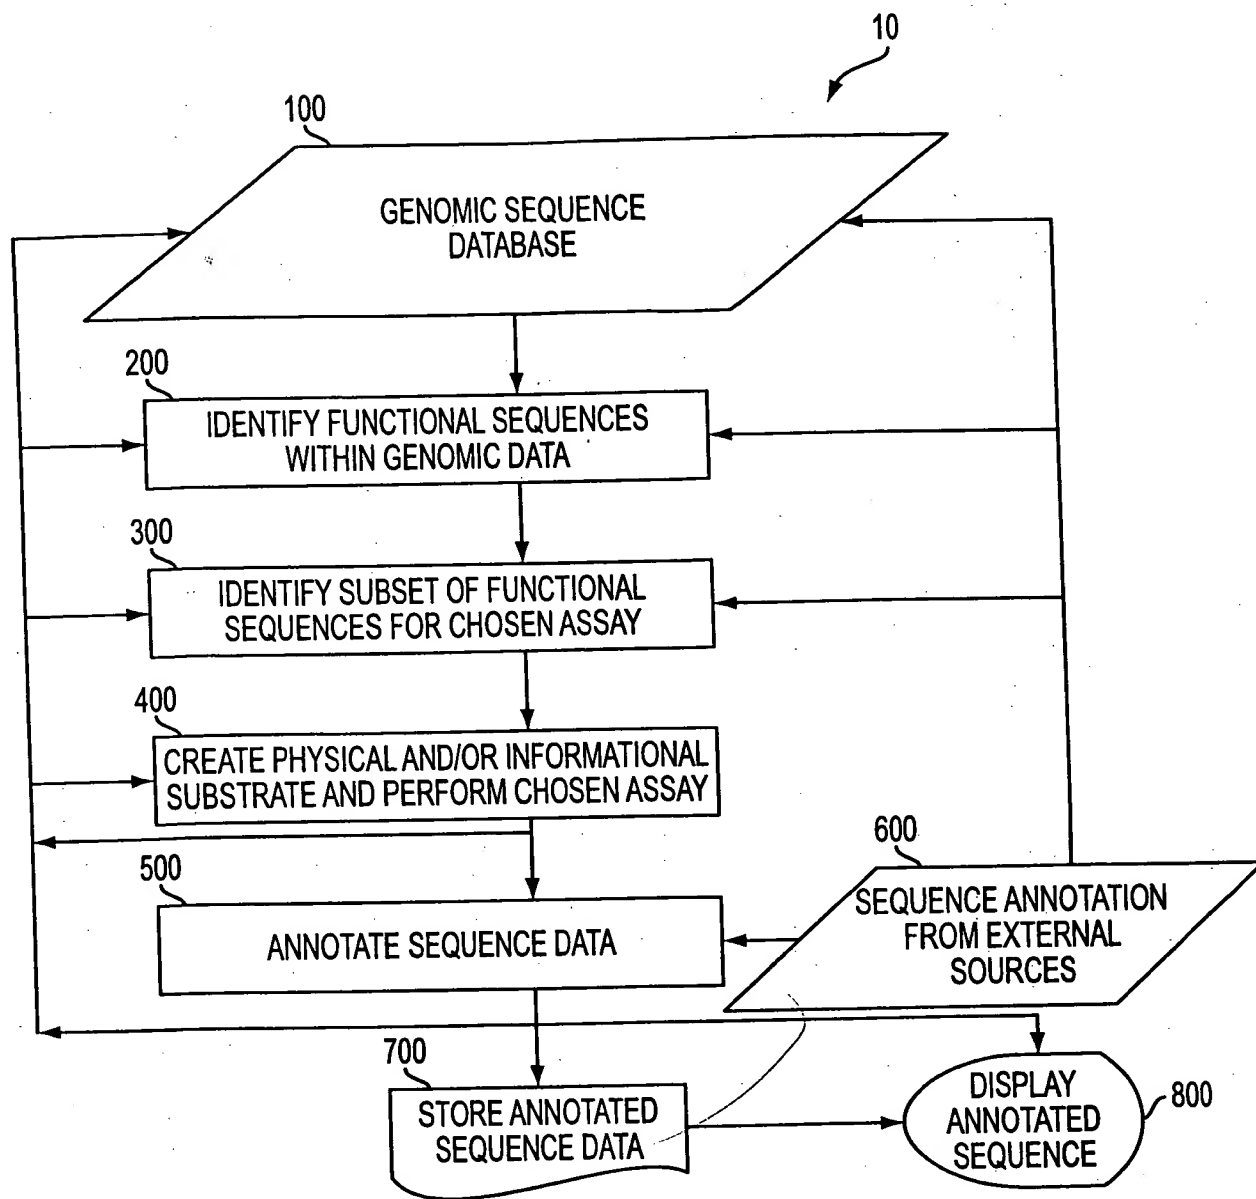 10
100
GENOMIC SEQUENCE
DATABASE
200
IDENTIFY FUNCTIONAL SEQUENCES
WITHIN GENOMIC DATA
300
IDENTIFY SUBSET OF FUNCTIONAL
SEQUENCES FOR CHOSEN ASSAY
400
CREATE PHYSICAL AND/OR INFORMATIONAL
SUBSTRATE AND PERFORM CHOSEN ASSAY
500
ANNOTATE SEQUENCE DATA
600
SEQUENCE ANNOTATION
FROM EXTERNAL
SOURCES
700
STORE ANNOTATED
SEQUENCE DATA
DISPLAY
ANNOTATED
SEQUENCE
800